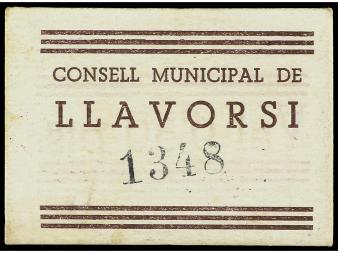 CONSELL MUNICIPAL DE
LLAVORSI
1348